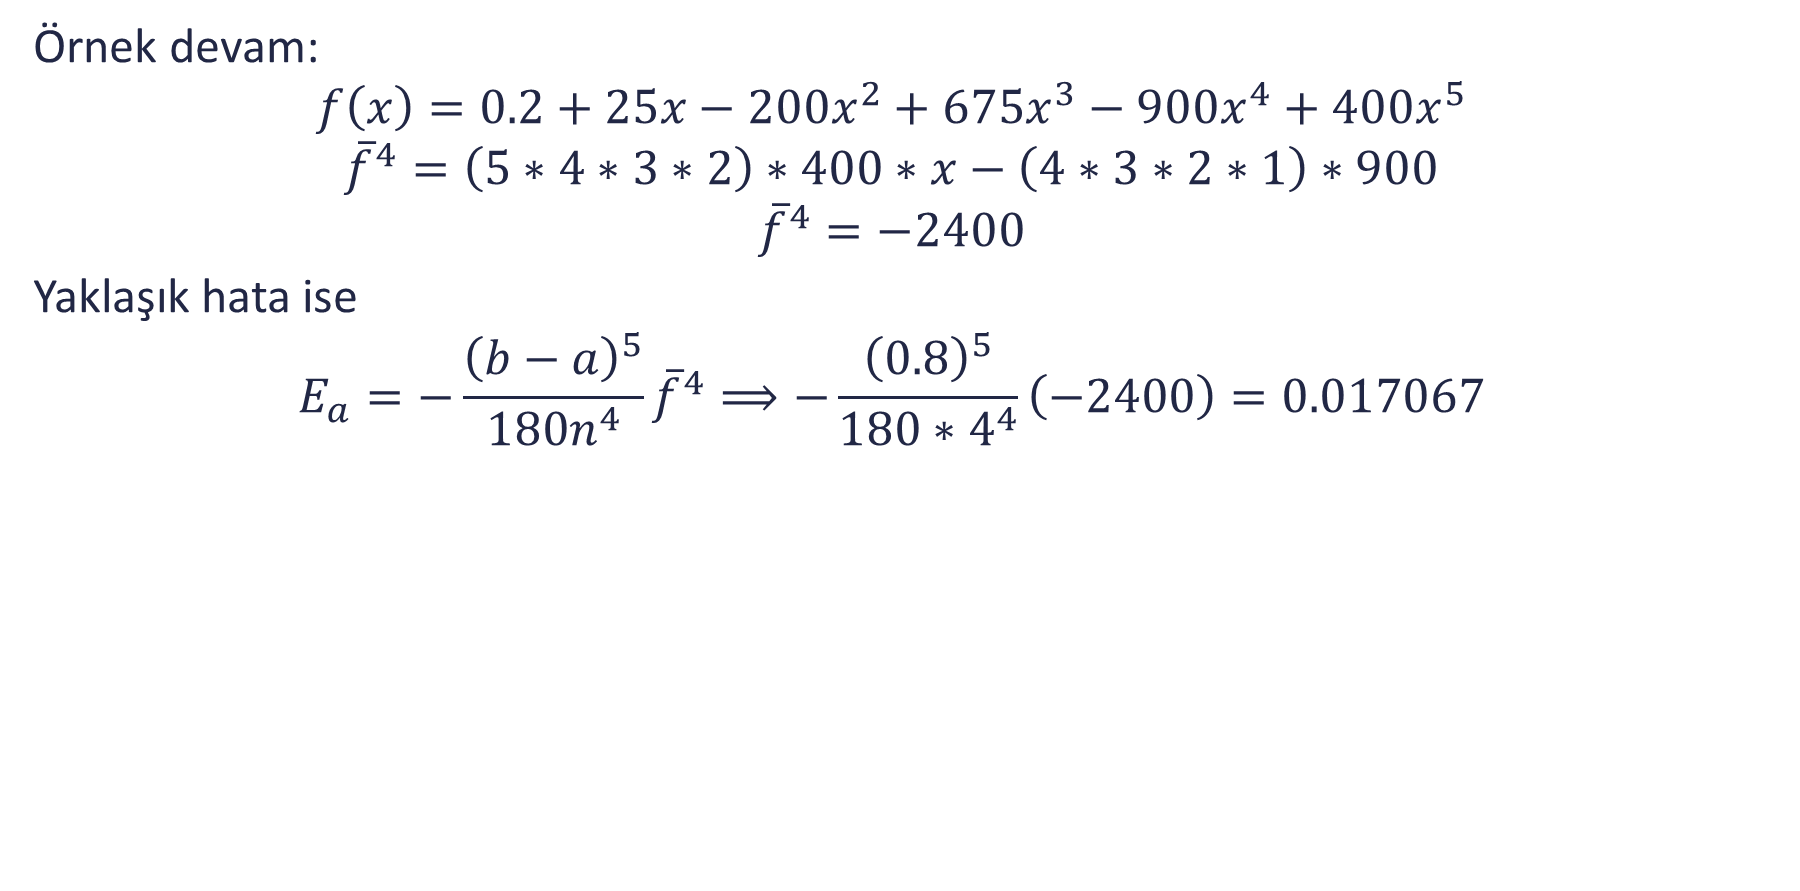 Örnek devam:
f(x) = 0.2 + 25x − 200x² + 675x³ − 900x⁴ + 400x⁵
f̄⁴ = (5 ∗ 4 ∗ 3 ∗ 2) ∗ 400 ∗ x − (4 ∗ 3 ∗ 2 ∗ 1) ∗ 900
f̄⁴ = −2400
Yaklaşık hata ise
Eₐ = − (b − a)⁵ / 180n⁴ f̄⁴ ⟹ − (0.8)⁵ / 180 ∗ 4⁴ (−2400) = 0.017067